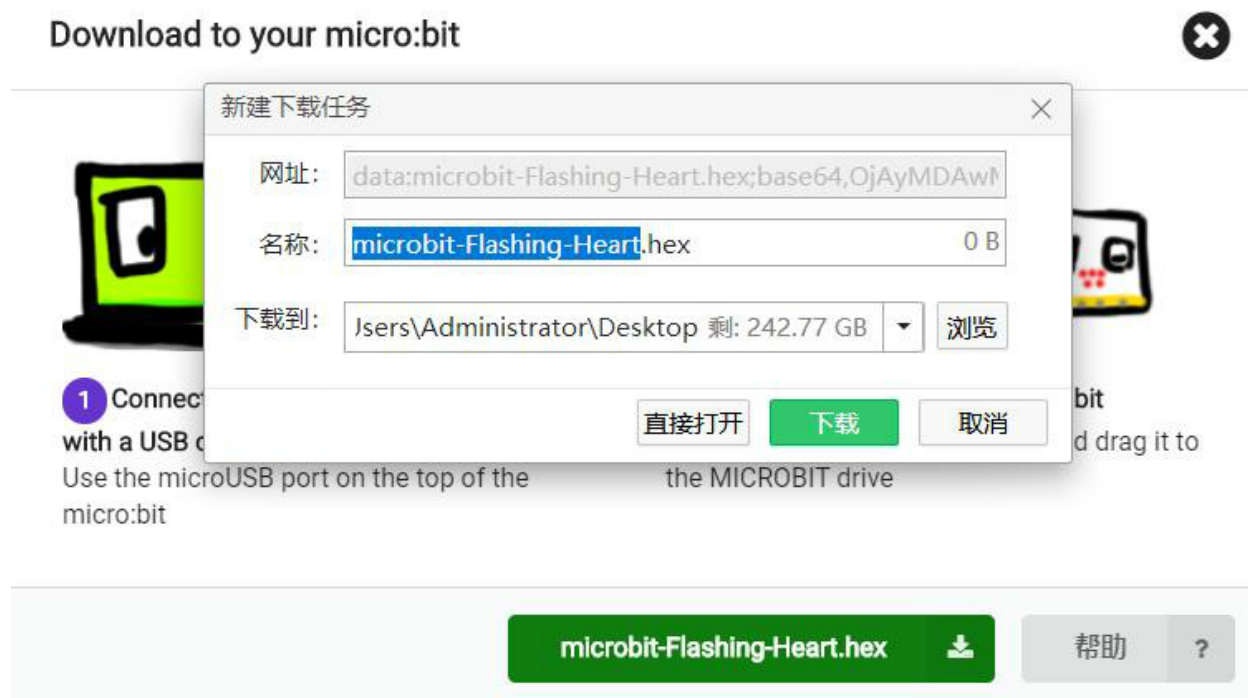 Download to your micro:bit
新建下载任务
网址：
data:microbit-Flashing-Heart.hex;base64,OjAyMDAw
名称：
microbit-Flashing-Heart.hex 0 B
下载到：
Users\Administrator\Desktop 剩: 242.77 GB
浏览
直接打开 下载 取消
1 Connect
with a USB
Use the microUSB port on the top of the
micro:bit
bit
drag it to
the MICROBIT drive
microbit-Flashing-Heart.hex
帮助 ?